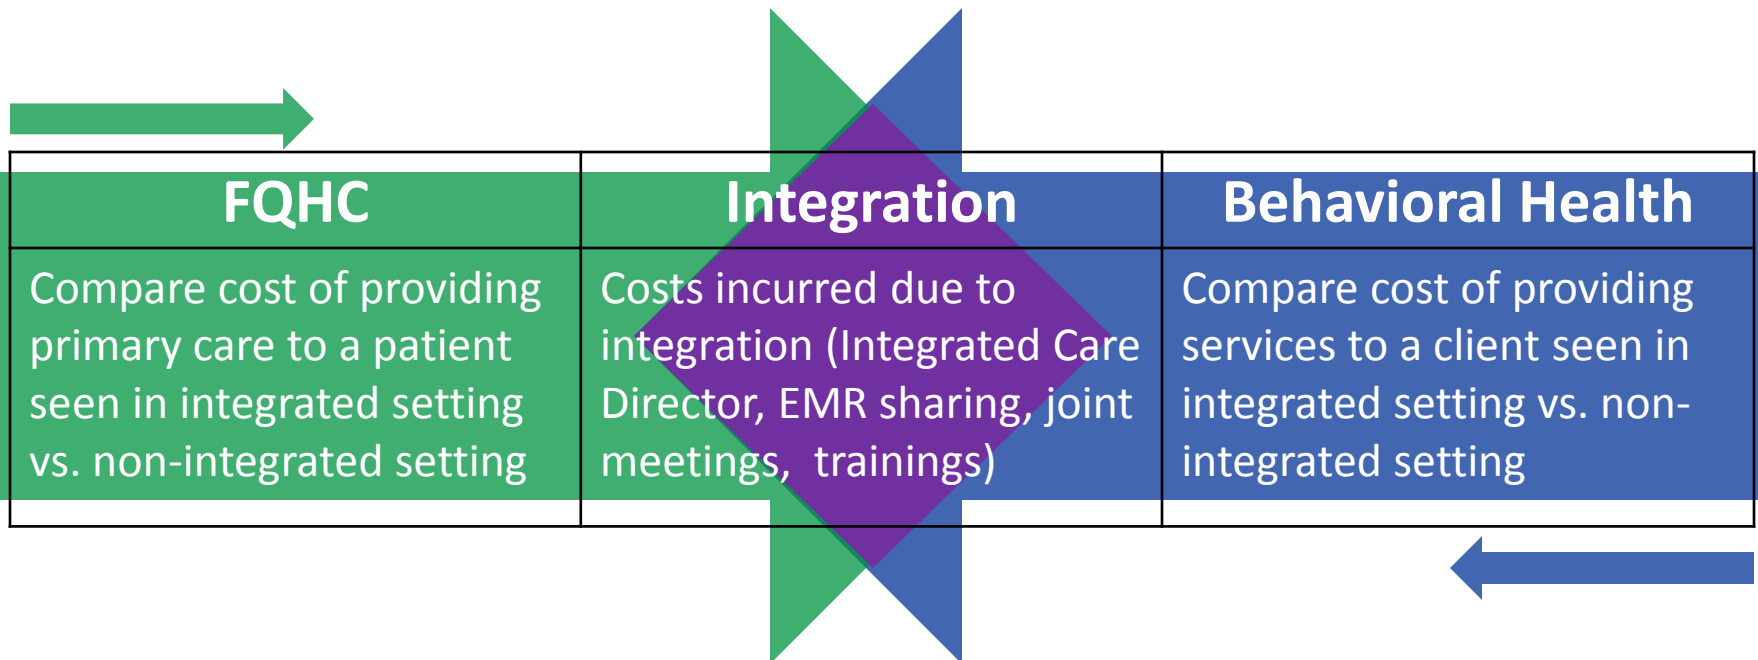 FQHC
Integration
Behavioral Health
Compare cost of providing
primary care to a patient
seen in integrated setting
vs. non-integrated setting
Costs incurred due to
integration (Integrated Care
Director, EMR sharing, joint
meetings,  trainings)
Compare cost of providing
services to a client seen in
integrated setting vs. non-
integrated setting